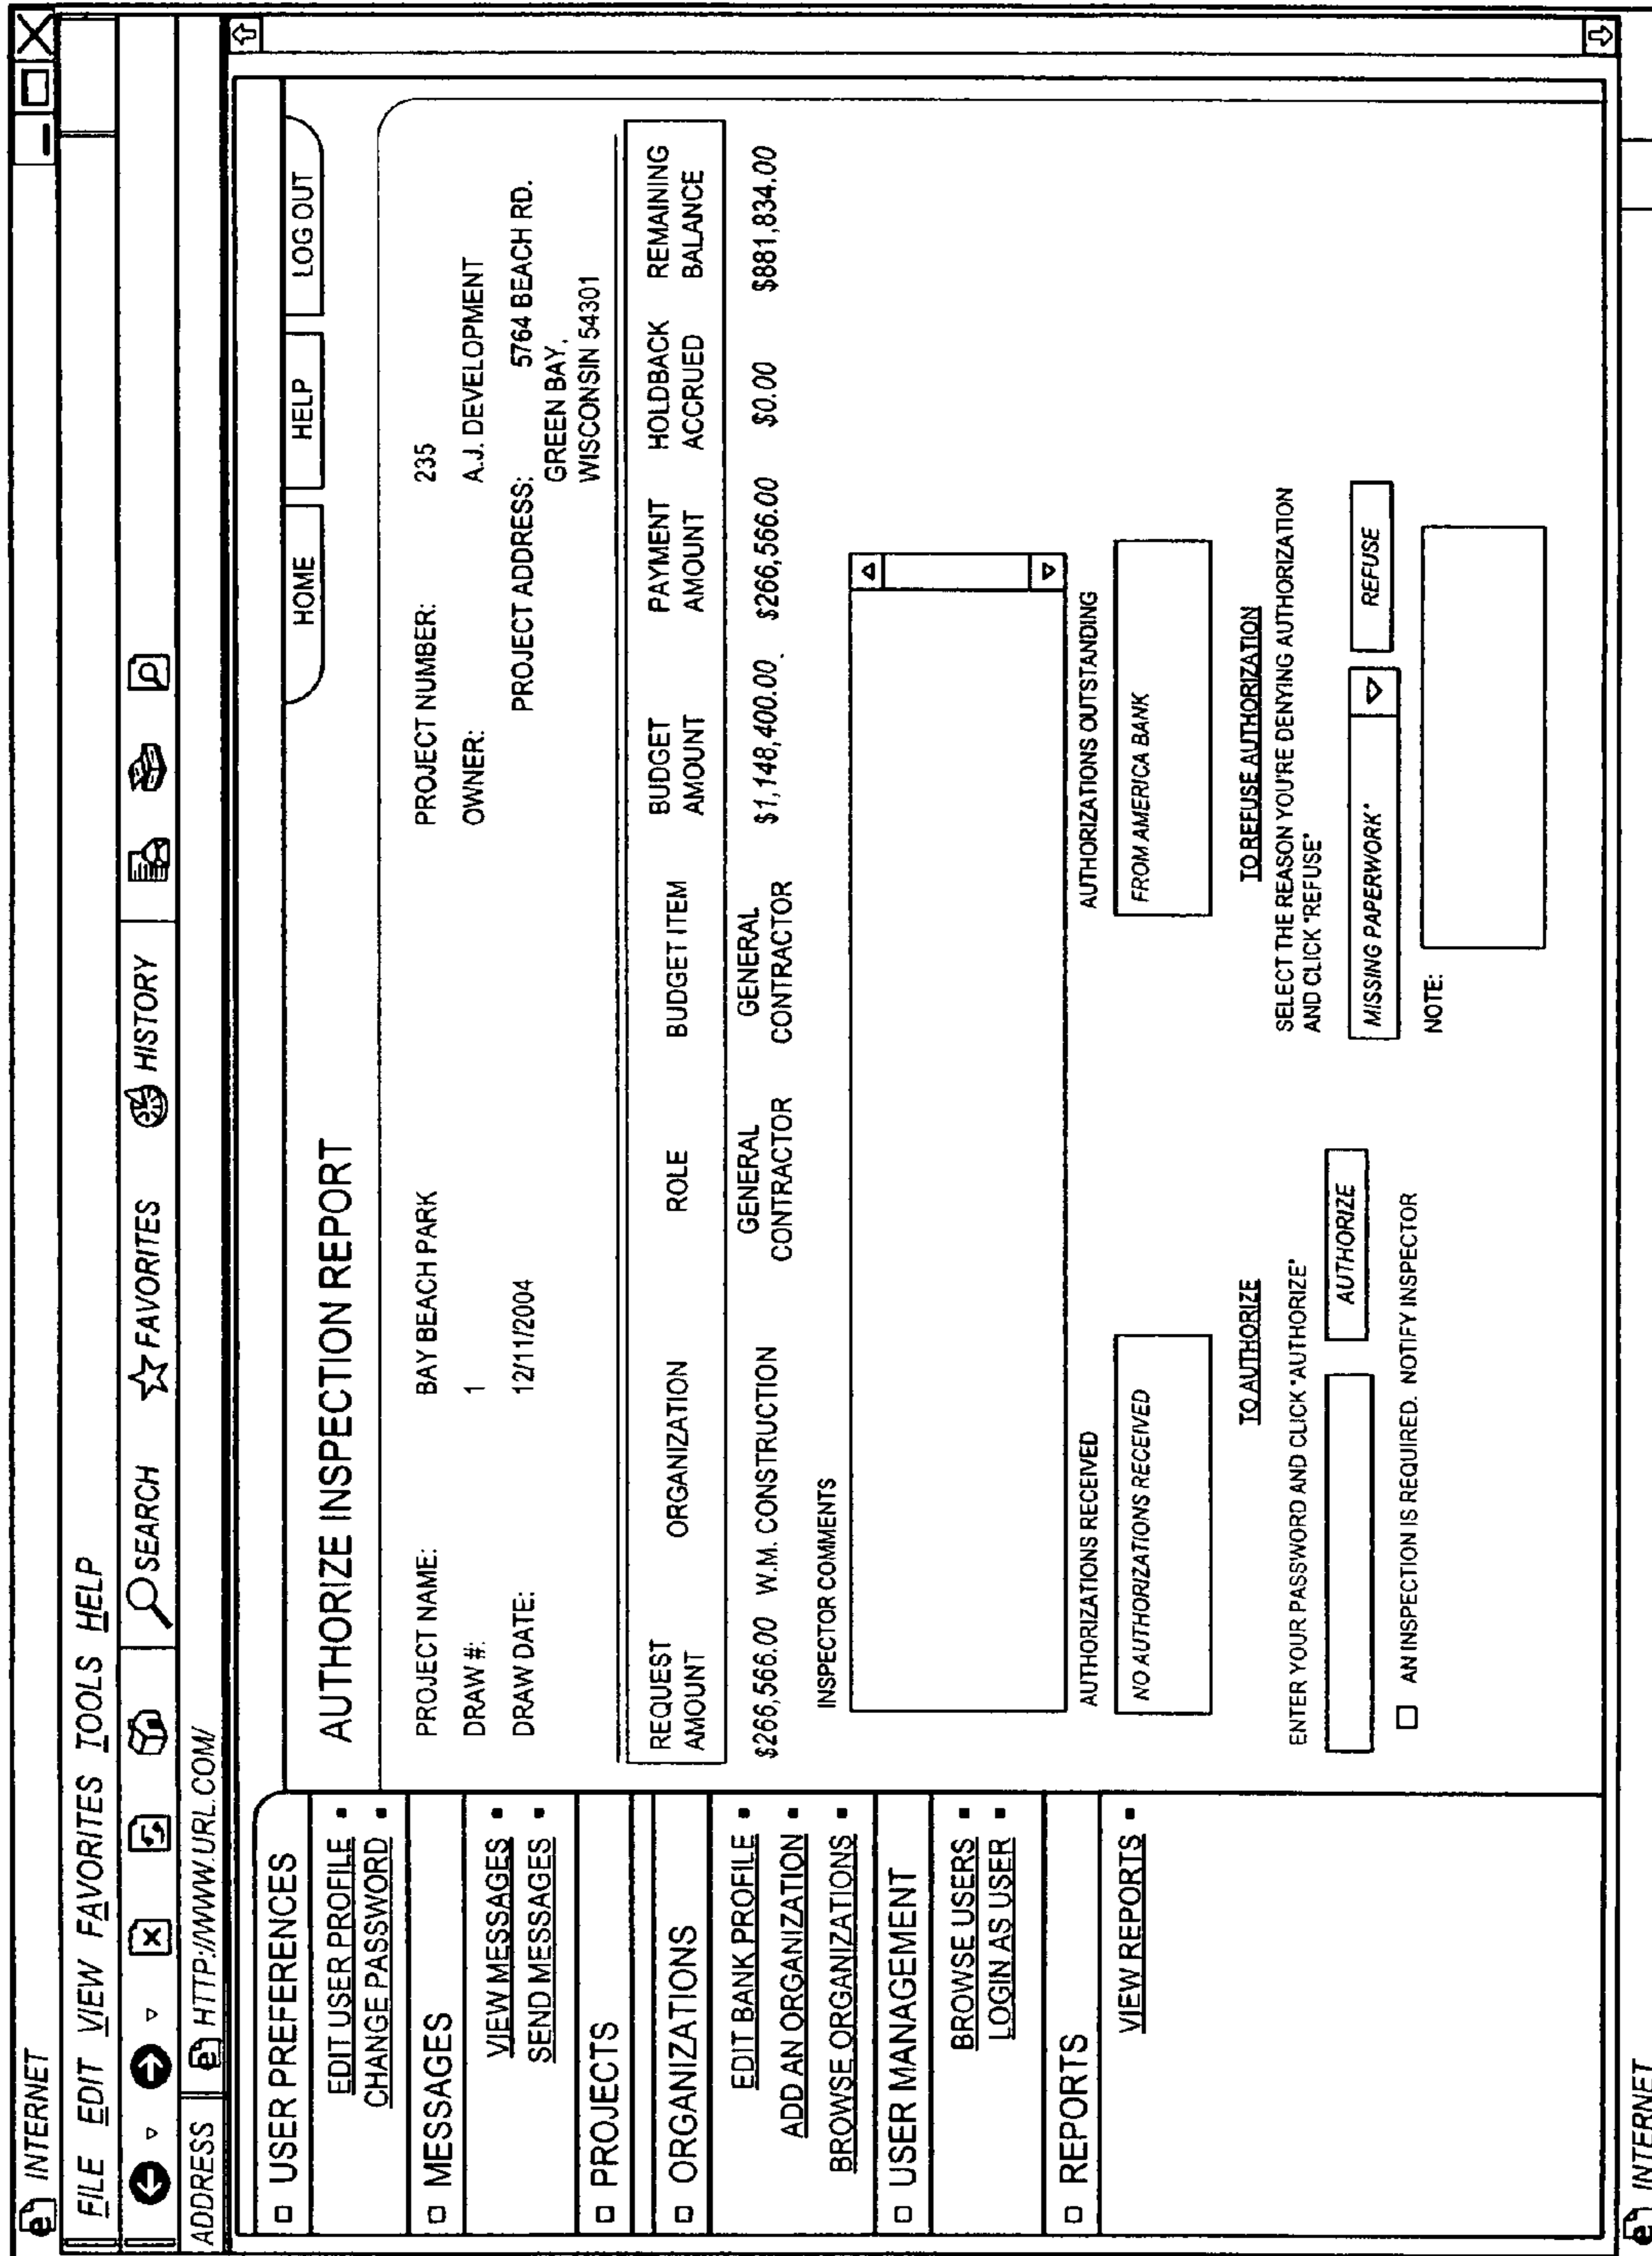 INTERNET
FILE EDIT VIEW FAVORITES TOOLS HELP
SEARCH FAVORITES HISTORY
ADDRESS HTTP://WWW.URL.COM/
USER PREFERENCES
EDIT USER PROFILE
CHANGE PASSWORD
MESSAGES
VIEW MESSAGES
SEND MESSAGES
PROJECTS
ORGANIZATIONS
EDIT BANK PROFILE
ADD AN ORGANIZATION
BROWSE ORGANIZATIONS
USER MANAGEMENT
BROWSE USERS
LOGIN AS USER
REPORTS
VIEW REPORTS
HOME HELP LOG OUT
AUTHORIZE INSPECTION REPORT
PROJECT NAME: BAY BEACH PARK PROJECT NUMBER: 235
DRAW #: 1 OWNER: A.J. DEVELOPMENT
DRAW DATE: 12/11/2004 PROJECT ADDRESS: 5764 BEACH RD.
GREEN BAY,
WISCONSIN 54301
REQUEST ORGANIZATION ROLE BUDGET ITEM BUDGET PAYMENT HOLDBACK REMAINING
AMOUNT AMOUNT AMOUNT ACCRUED BALANCE
$266,566.00 W.M. CONSTRUCTION GENERAL GENERAL $1,148,400.00. $266,566.00 $0.00 $881,834.00
CONTRACTOR CONTRACTOR
INSPECTOR COMMENTS
AUTHORIZATIONS RECEIVED AUTHORIZATIONS OUTSTANDING
NO AUTHORIZATIONS RECEIVED FROM AMERICA BANK
TO AUTHORIZE
ENTER YOUR PASSWORD AND CLICK "AUTHORIZE"
AUTHORIZE
AN INSPECTION IS REQUIRED. NOTIFY INSPECTOR
TO REFUSE AUTHORIZATION
SELECT THE REASON YOU'RE DENYING AUTHORIZATION
AND CLICK "REFUSE"
MISSING PAPERWORK" REFUSE
NOTE:
INTERNET